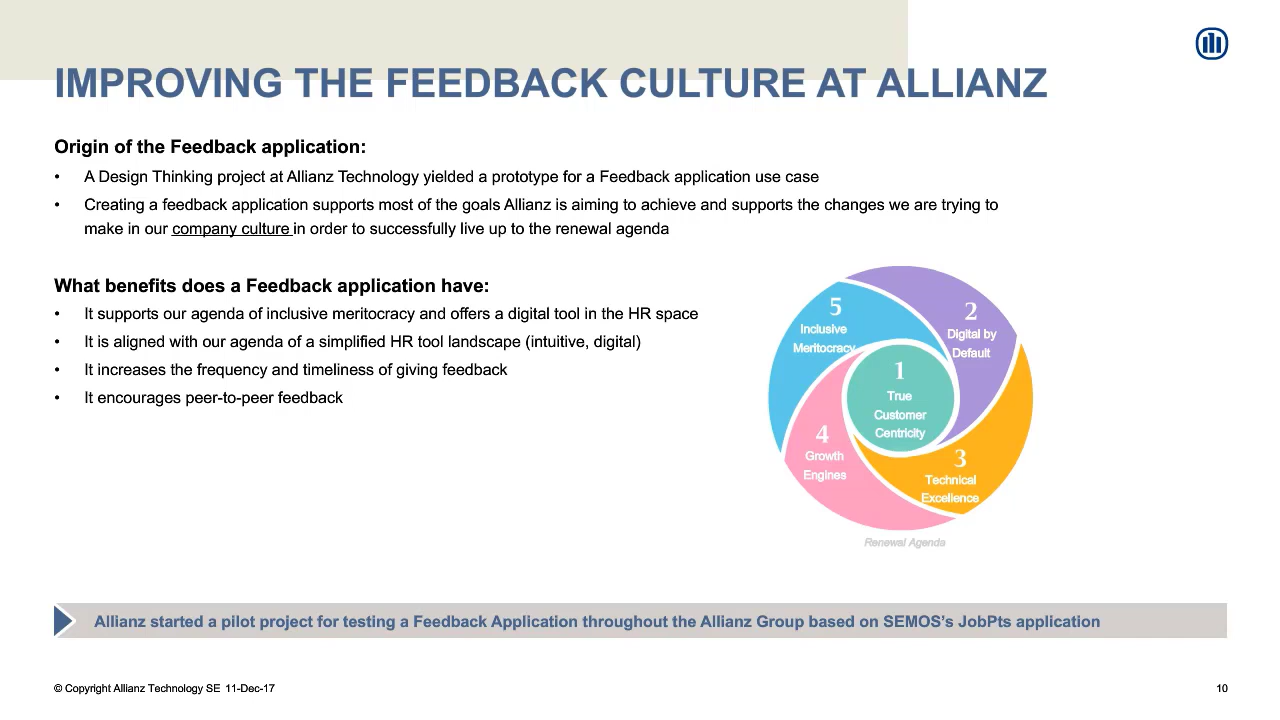 IMPROVING THE FEEDBACK CULTURE AT ALLIANZ
Origin of the Feedback application:
• A Design Thinking project at Allianz Technology yielded a prototype for a Feedback application use case
• Creating a feedback application supports most of the goals Allianz is aiming to achieve and supports the changes we are trying to
make in our company culture in order to successfully live up to the renewal agenda
What benefits does a Feedback application have:
• It supports our agenda of inclusive meritocracy and offers a digital tool in the HR space
• It is aligned with our agenda of a simplified HR tool landscape (intuitive, digital)
• It increases the frequency and timeliness of giving feedback
• It encourages peer-to-peer feedback
5
Inclusive
Meritocracy
2
Digital by
Default
1
True
Customer
Centricity
4
Growth
Engines
3
Technical
Excellence
Renewal Agenda
Allianz started a pilot project for testing a Feedback Application throughout the Allianz Group based on SEMOS's JobPts application
© Copyright Allianz Technology SE 11-Dec-17
10